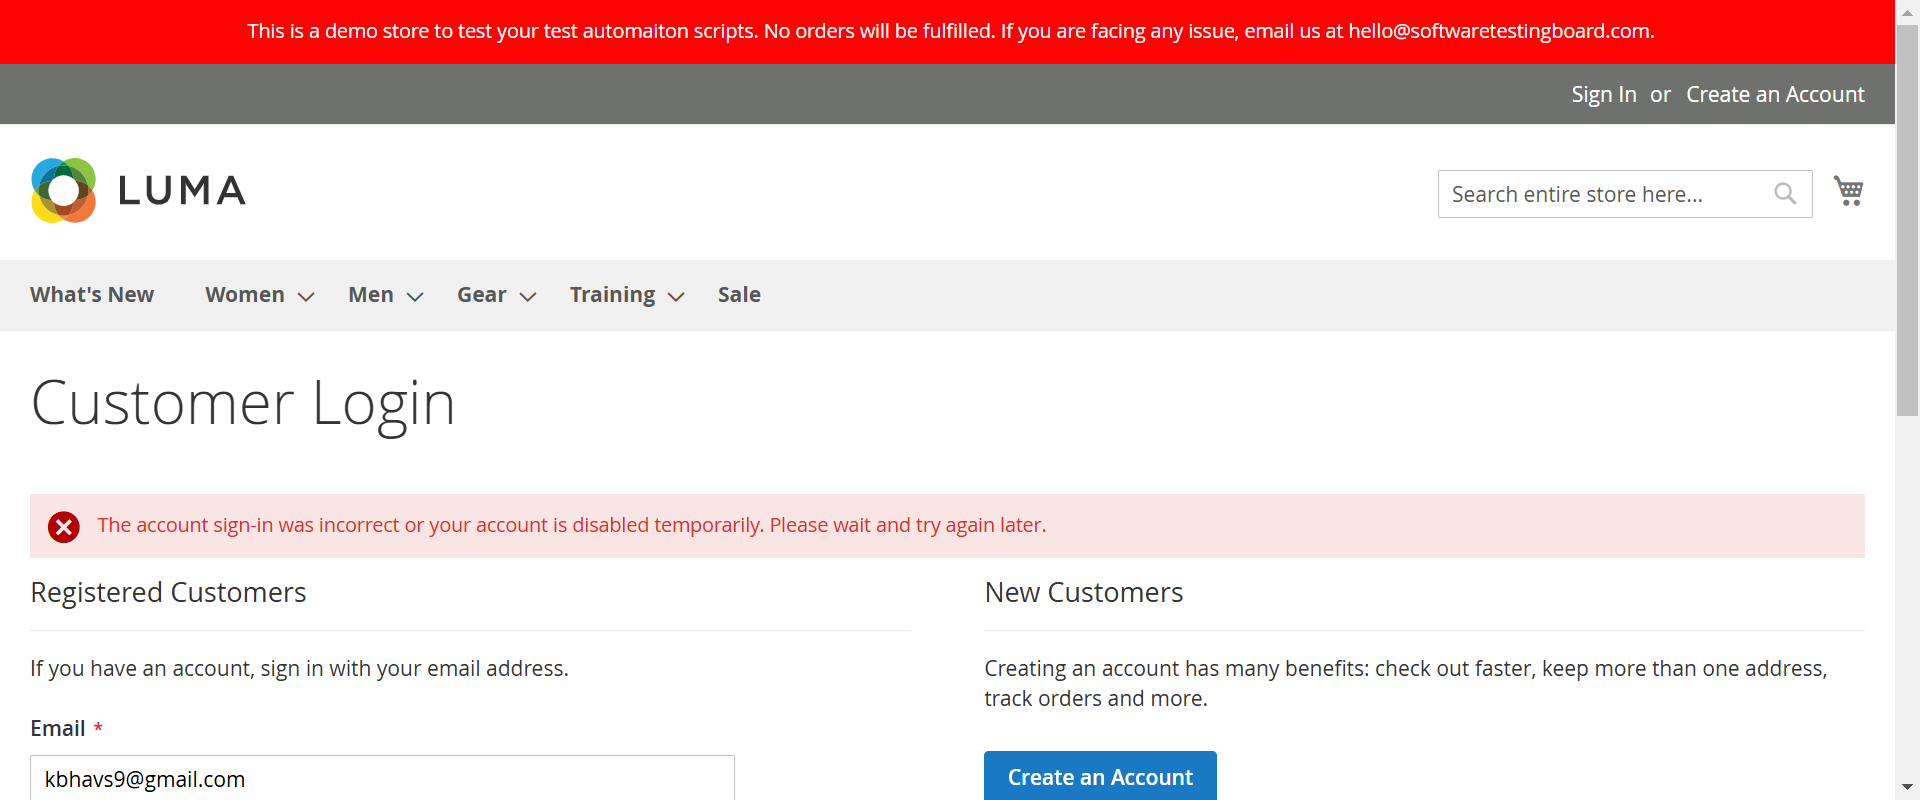 This is a demo store to test your test automaiton scripts. No orders will be fulfilled. If you are facing any issue, email us at hello@softwaretestingboard.com.
Sign In or Create an Account
LUMA
Search entire store here...
What's New Women Men Gear Training Sale
Customer Login
The account sign-in was incorrect or your account is disabled temporarily. Please wait and try again later.
Registered Customers
If you have an account, sign in with your email address.
Email *
kbhavs9@gmail.com
New Customers
Creating an account has many benefits: check out faster, keep more than one address,
track orders and more.
Create an Account